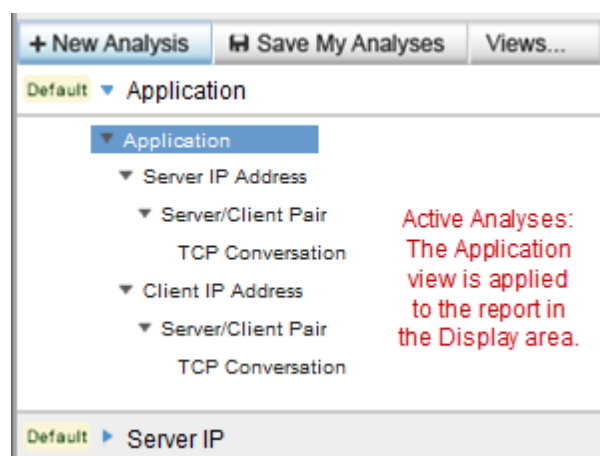 + New Analysis Save My Analyses Views...
Default Application
Application
Server IP Address
Server/Client Pair
TCP Conversation
Client IP Address
Server/Client Pair
TCP Conversation
Active Analyses:
The Application
view is applied
to the report in
the Display area.
Default Server IP